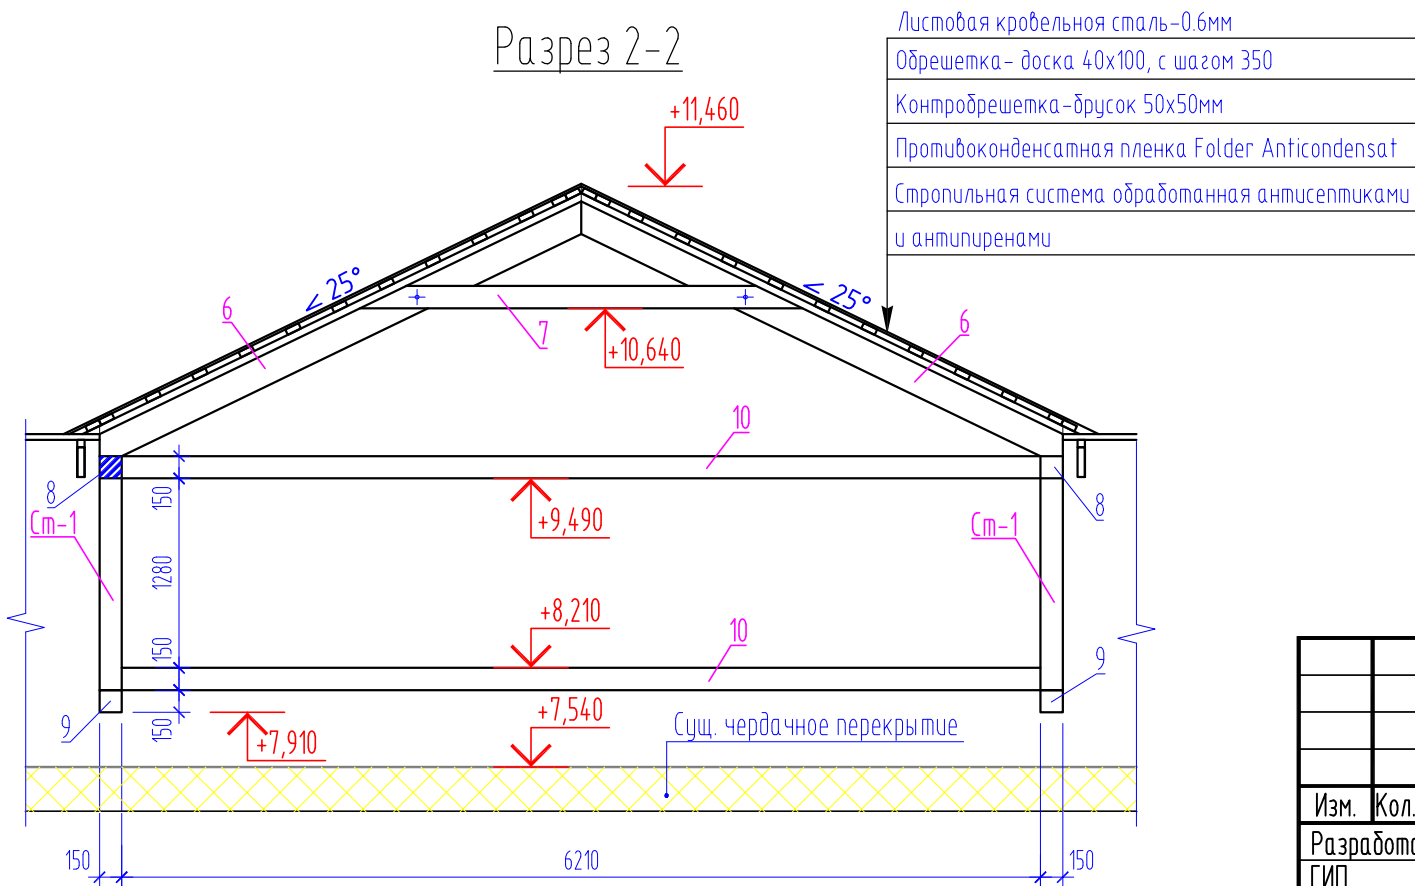 Разрез 2-2
Листовая кровельноя сталь-0.6мм
Обрешетка- доска 40х100, с шагом 350
Контробрешетка-брусок 50х50мм
Противоконденсатная пленка Folder Anticondensat
Стропильная система обработанная антисептиками
и антипиренами
+11,460
< 25°
< 25°
6
7
6
+10,640
10
8
150
+9,490
8
Ст-1
Ст-1
1280
+8,210
150
10
9
9
150
+7,910
+7,540
Сущ. чердачное перекрытие
150
6210
150
Изм.
Кол.
ГИП